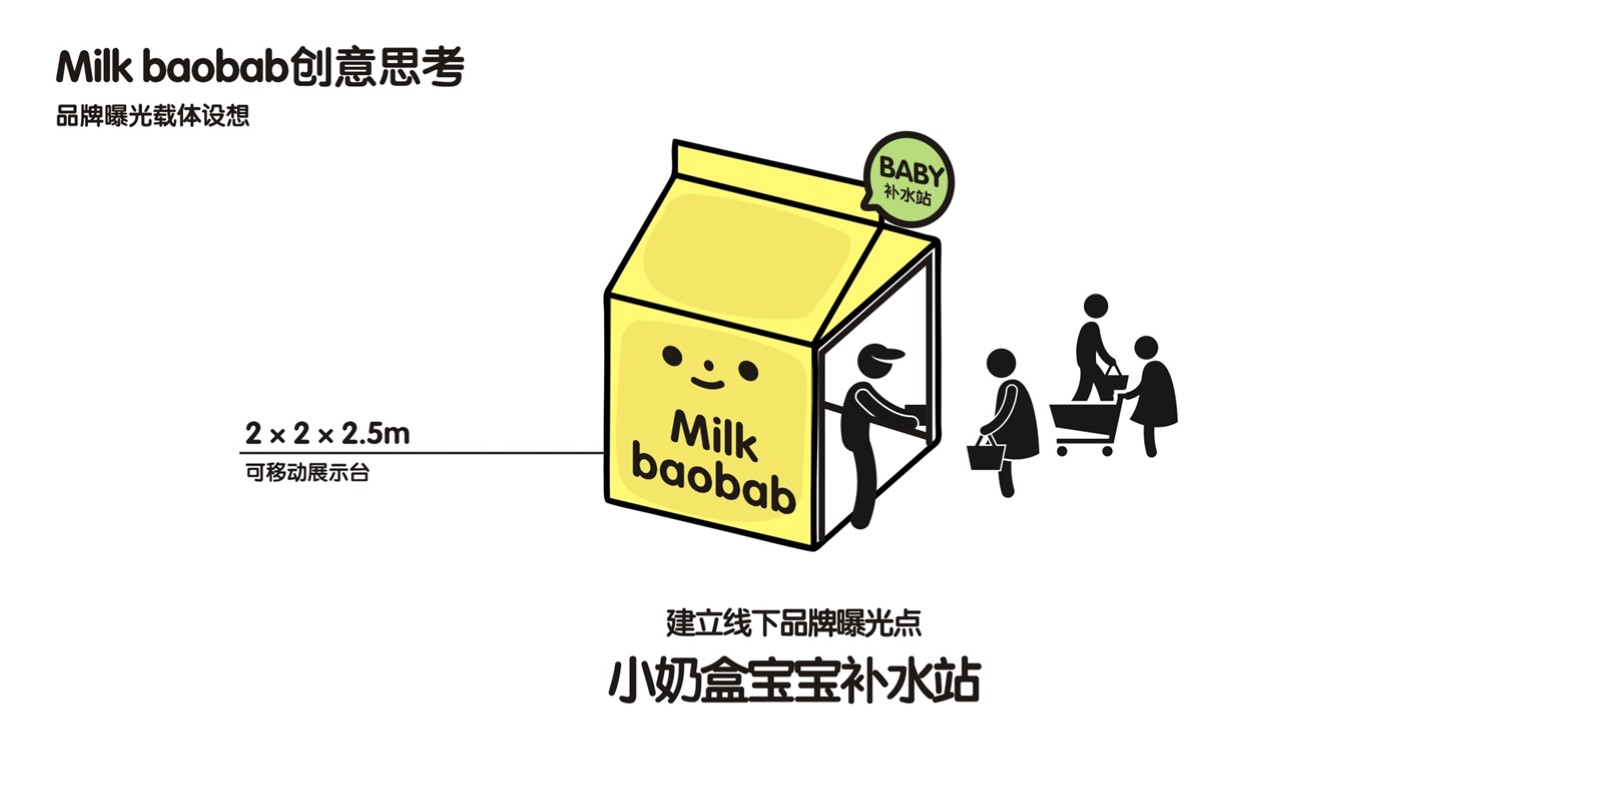 Milk baobab创意思考
品牌曝光载体设想
BABY
补水站
Milk
baobab
2 × 2 × 2.5m
可移动展示台
建立线下品牌曝光点
小奶盒宝宝补水站